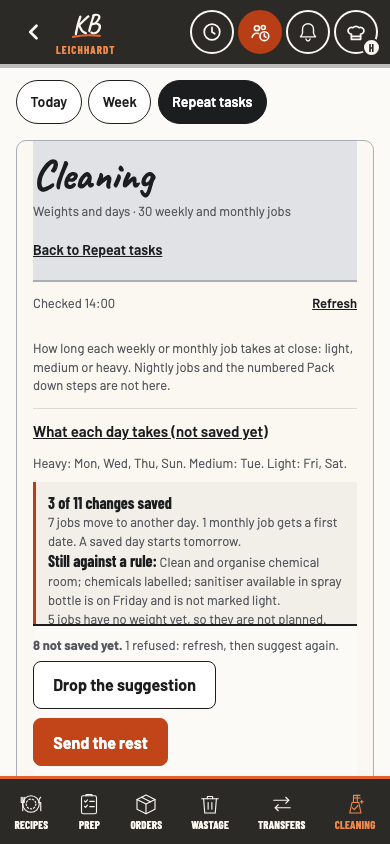 KB
LEICHHARDT
H
Today
Week
Repeat tasks
Cleaning
Weights and days · 30 weekly and monthly jobs
Back to Repeat tasks
Checked 14:00
Refresh
How long each weekly or monthly job takes at close: light,
medium or heavy. Nightly jobs and the numbered Pack
down steps are not here.
What each day takes (not saved yet)
Heavy: Mon, Wed, Thu, Sun. Medium: Tue. Light: Fri, Sat.
3 of 11 changes saved
7 jobs move to another day. 1 monthly job gets a first
date. A saved day starts tomorrow.
Still against a rule: Clean and organise chemical
room; chemicals labelled; sanitiser available in spray
bottle is on Friday and is not marked light.
5 jobs have no weight yet, so they are not planned.
8 not saved yet. 1 refused: refresh, then suggest again.
Drop the suggestion
Send the rest
RECIPES
PREP
ORDERS
WASTAGE
TRANSFERS
CLEANING